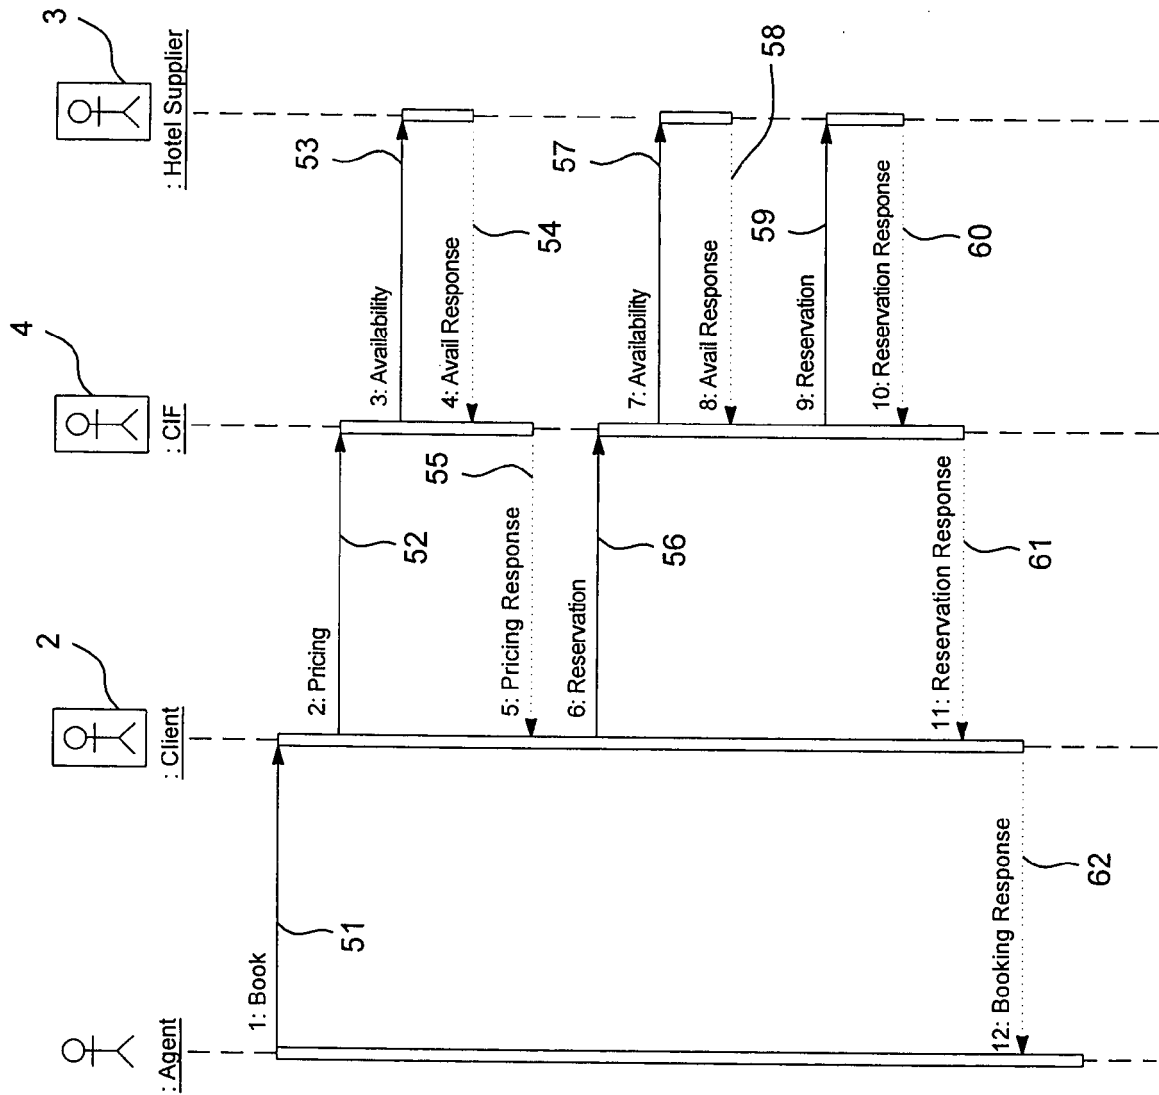 : Agent
: Client
2
: CIF
4
: Hotel Supplier
3
1: Book
51
2: Pricing
52
3: Availability
53
4: Avail Response
54
5: Pricing Response
55
6: Reservation
56
7: Availability
57
8: Avail Response
58
9: Reservation
59
10: Reservation Response
60
11: Reservation Response
61
12: Booking Response
62